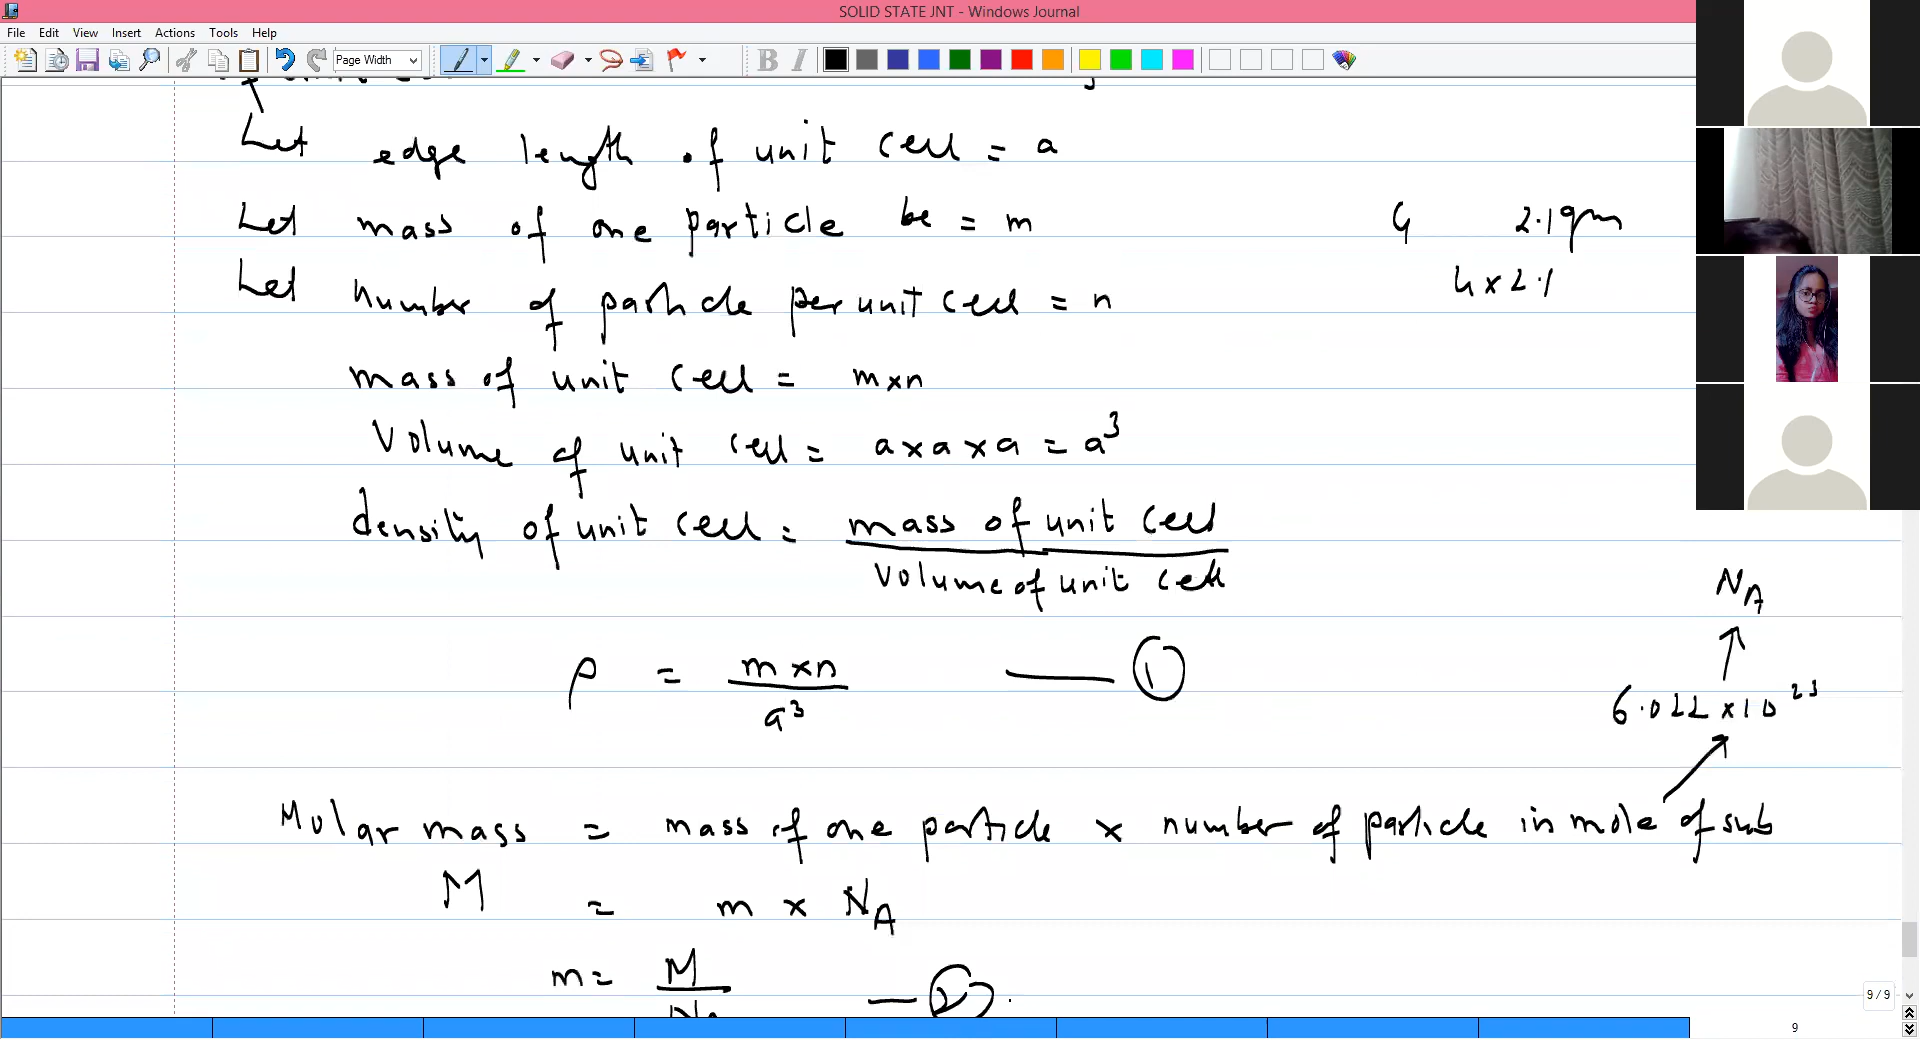 SOLID STATE JNT - Windows Journal
File Edit View Insert Actions Tools Help
Page Width
B I
Let edge length of unit cell = a
Let mass of one particle be = m
4 2.1gm
Let number of particle per unit cell = n
4 x 2.1
mass of unit cell = m x n
Volume of unit cell = a x a x a = a³
density of unit cell = mass of unit cell
Volume of unit cell
N_A
ρ = m x n — ①
a³
6.022 x 10²³
Molar mass = mass of one particle x number of particle in mole of sub
M = m x N_A
m = M — ②
9 / 9
9